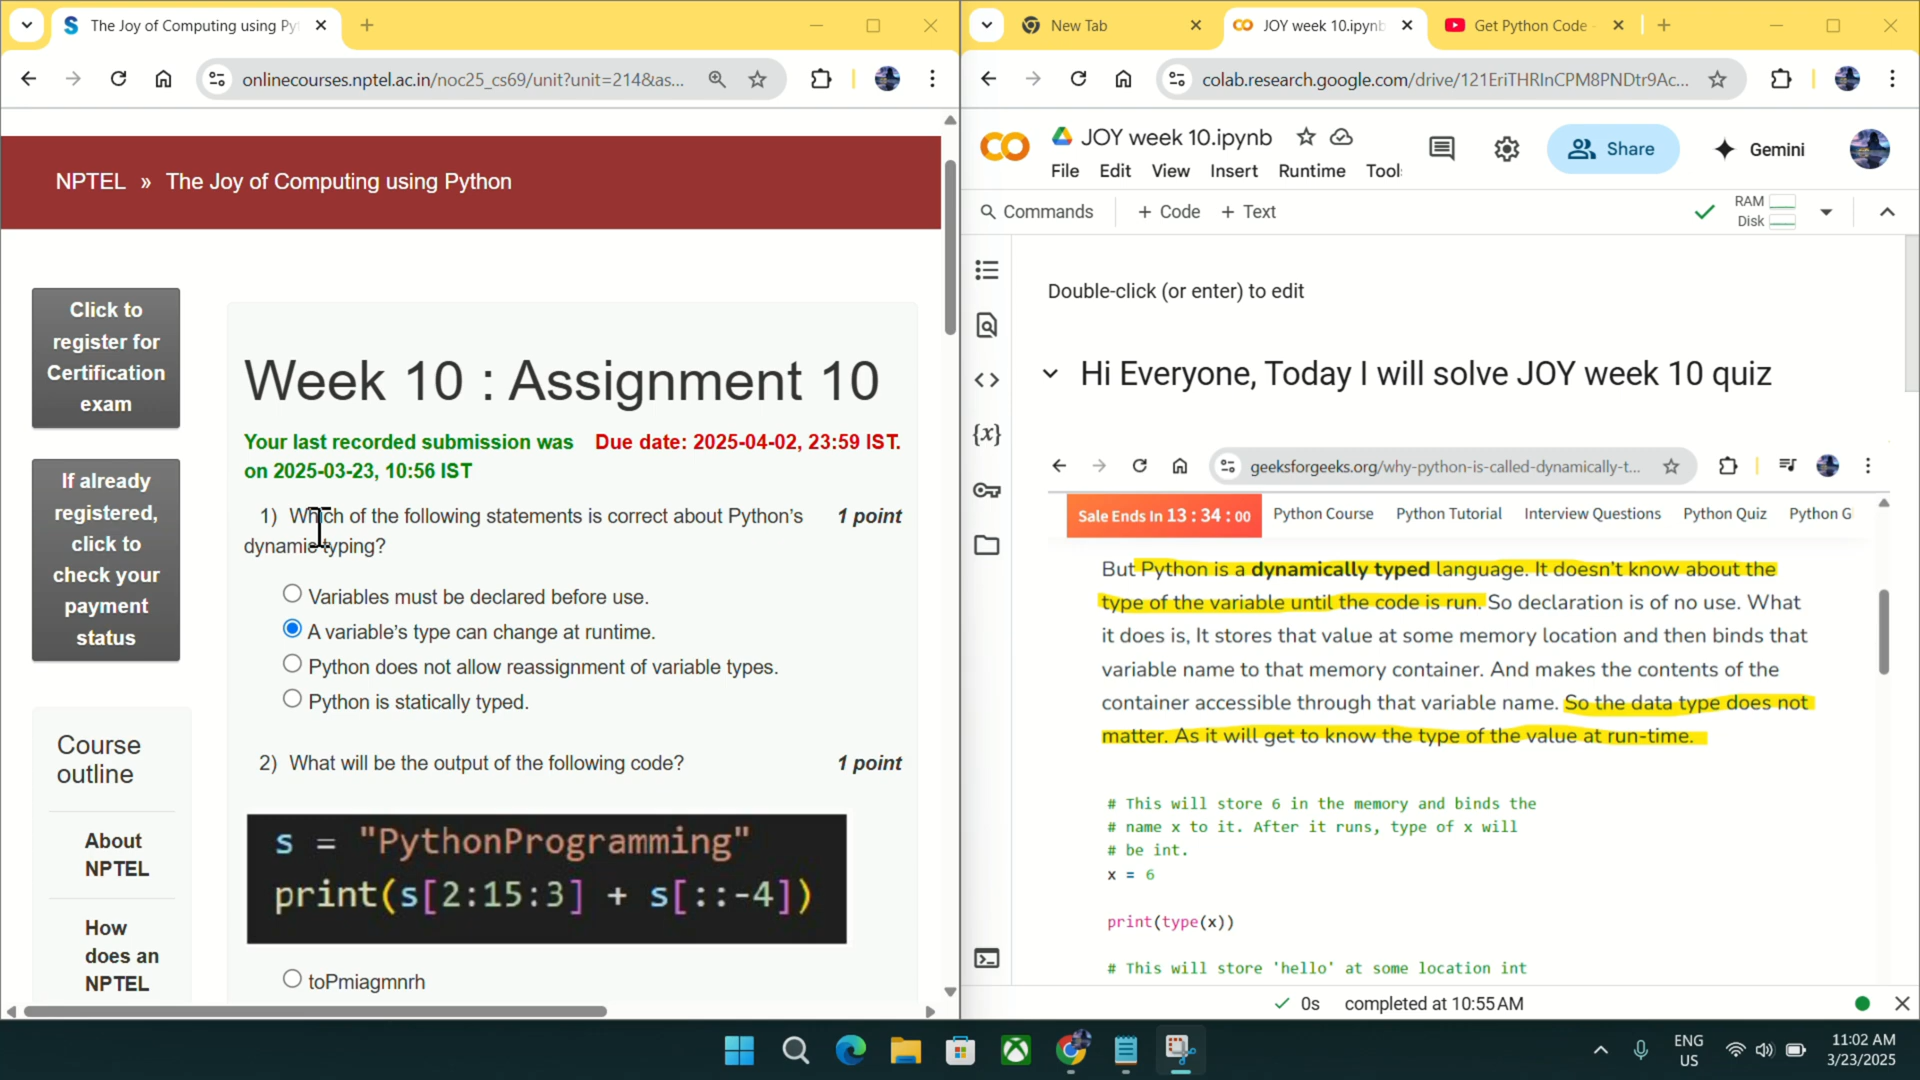 The Joy of Computing using Py
onlinecourses.nptel.ac.in/noc25_cs69/unit?unit=214&as...
NPTEL » The Joy of Computing using Python
Click to
register for
Certification
exam
If already
registered,
click to
check your
payment
status
Course
outline
About
NPTEL
How
does an
NPTEL
Week 10 : Assignment 10
Your last recorded submission was
on 2025-03-23, 10:56 IST
Due date: 2025-04-02, 23:59 IST.
1) Which of the following statements is correct about Python's
dynamic typing?
1 point
Variables must be declared before use.
A variable's type can change at runtime.
Python does not allow reassignment of variable types.
Python is statically typed.
2) What will be the output of the following code?
1 point
s = "PythonProgramming"
print(s[2:15:3] + s[::-4])
toPmiagmnrh
New Tab
JOY week 10.ipynb
Get Python Code
colab.research.google.com/drive/121EriTHRInCPM8PNDtr9Ac...
JOY week 10.ipynb
File Edit View Insert Runtime Tool
Share
Gemini
Commands
+ Code + Text
RAM
Disk
Double-click (or enter) to edit
Hi Everyone, Today I will solve JOY week 10 quiz
geeksforgeeks.org/why-python-is-called-dynamically-t...
Sale Ends In 13 : 34 : 00
Python Course Python Tutorial Interview Questions Python Quiz Python G
But Python is a dynamically typed language. It doesn't know about the
type of the variable until the code is run. So declaration is of no use. What
it does is, It stores that value at some memory location and then binds that
variable name to that memory container. And makes the contents of the
container accessible through that variable name. So the data type does not
matter. As it will get to know the type of the value at run-time.
# This will store 6 in the memory and binds the
# name x to it. After it runs, type of x will
# be int.
x = 6
print(type(x))
# This will store 'hello' at some location int
0s completed at 10:55 AM
ENG
US
11:02 AM
3/23/2025